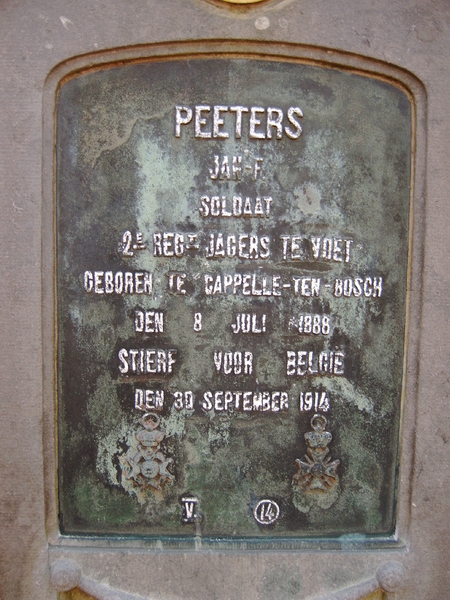 PEETERS
JAN-F.
SOLDAAT
2E REGT JAGERS TE VOET
GEBOREN TE CAPPELLE-TEN-BOSCH
DEN 8 JULI 1888
STIERF VOOR BELGIE
DEN 30 SEPTEMBER 1914
V. 14